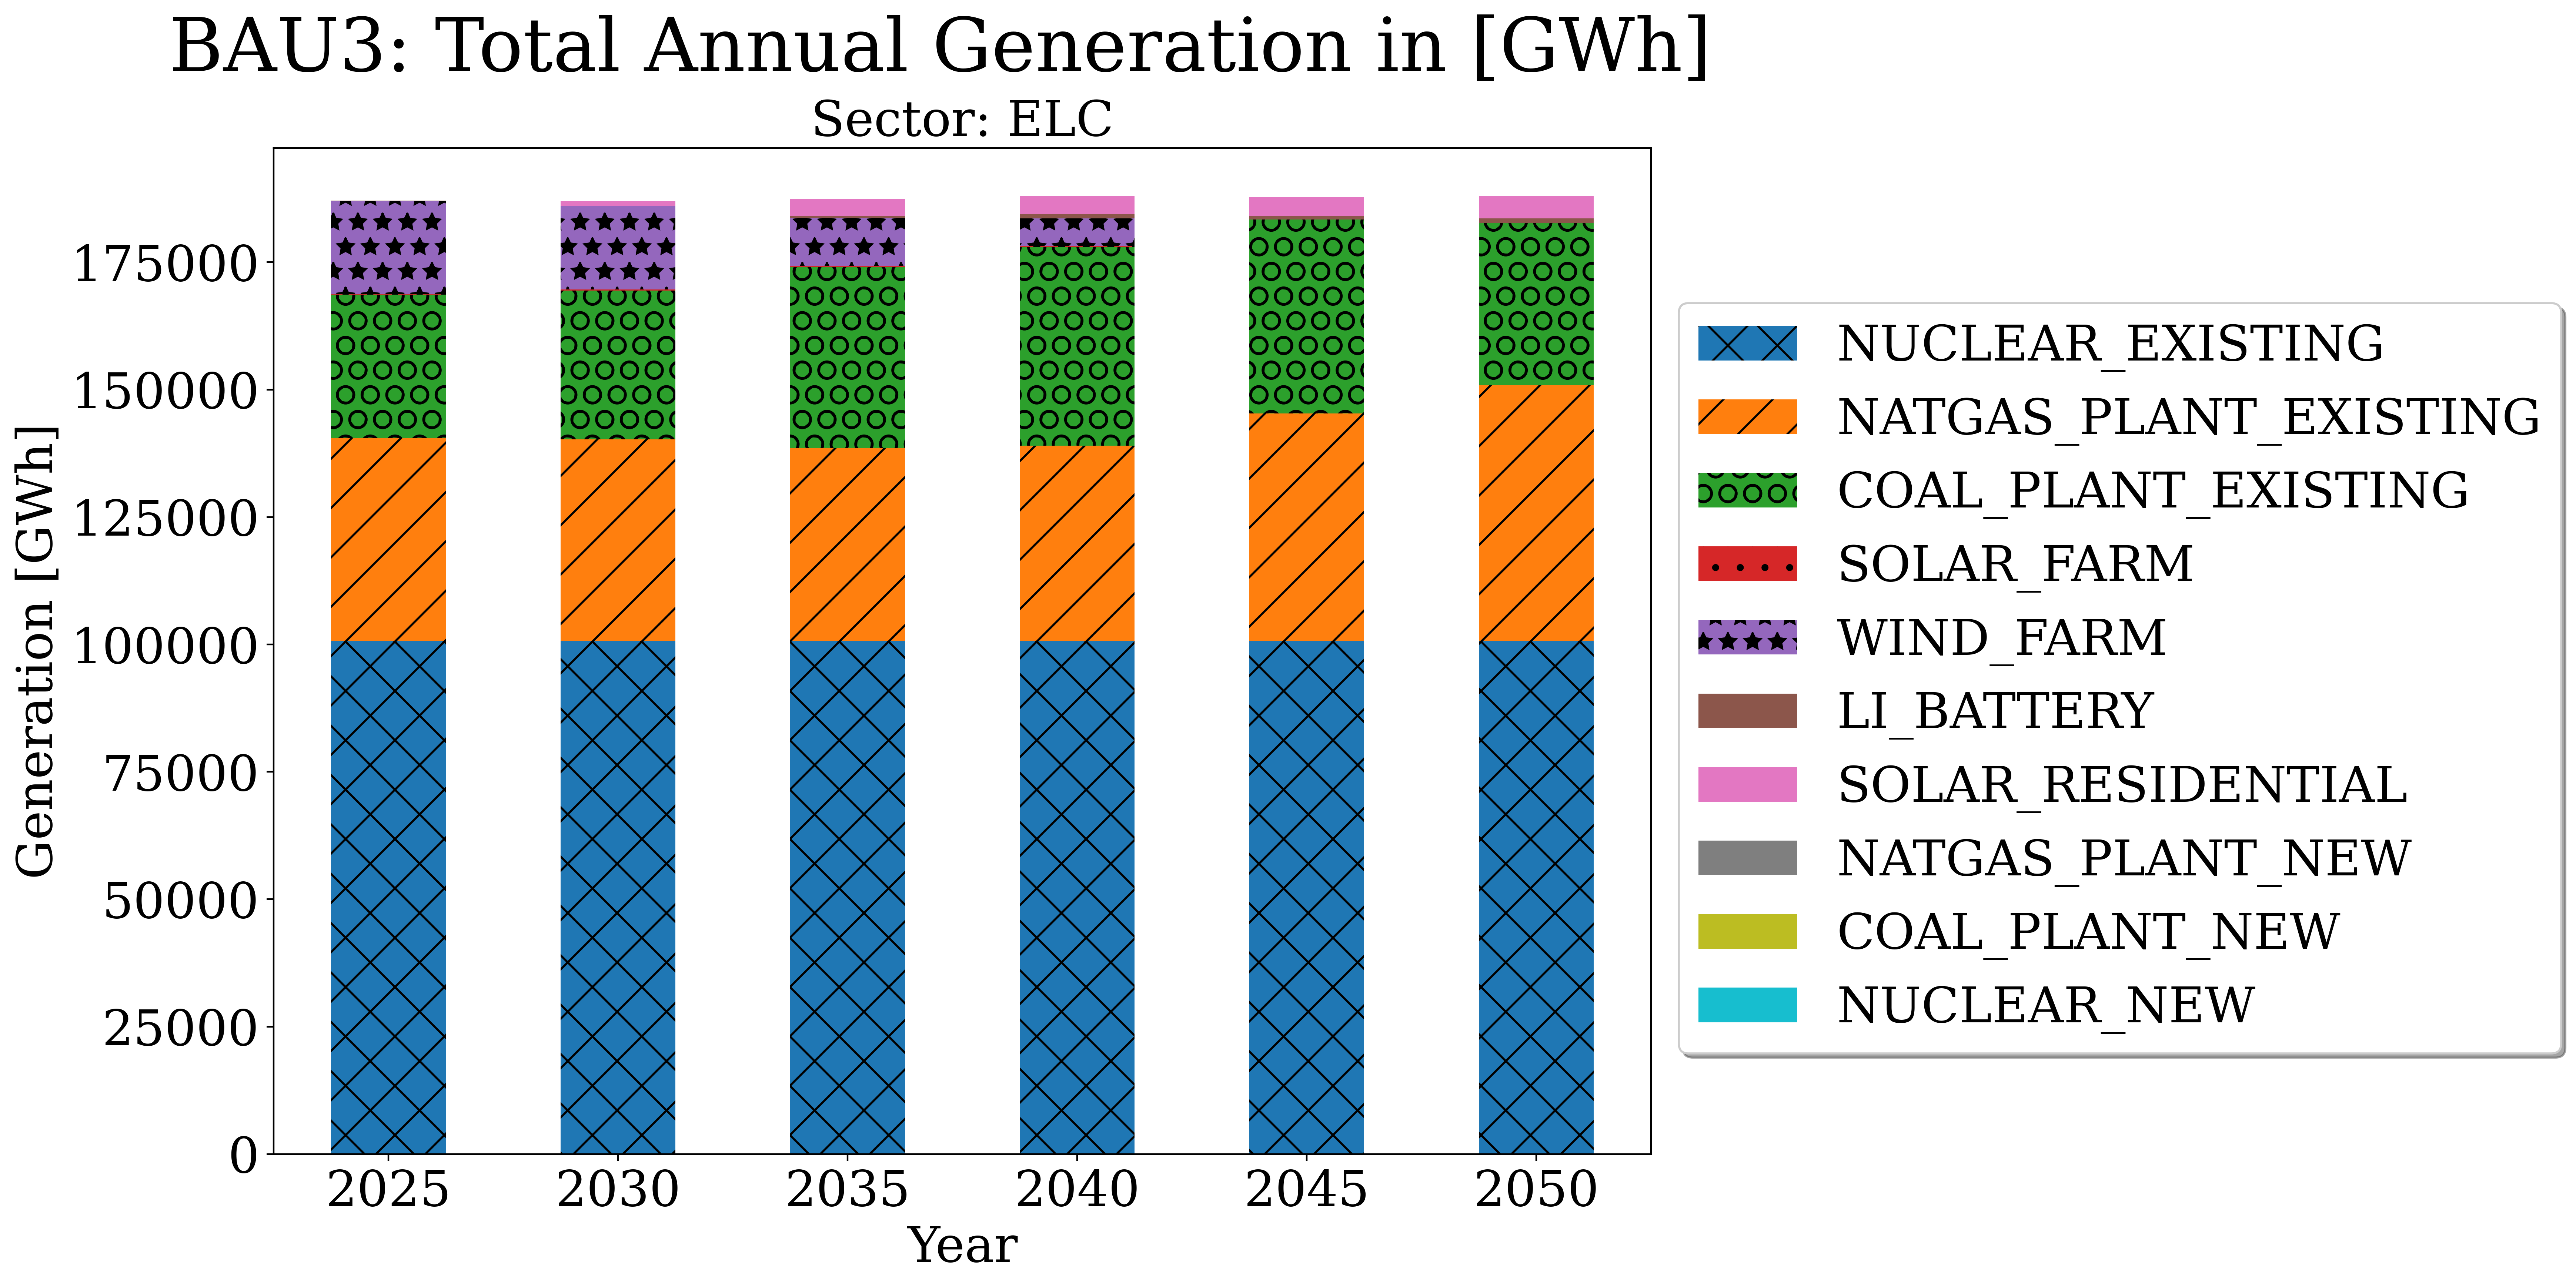 BAU3: Total Annual Generation in [GWh]
Sector: ELC
Generation [GWh]
175000
150000
125000
100000
75000
50000
25000
0
2025 2030 2035 2040 2045 2050
Year
NUCLEAR_EXISTING
NATGAS_PLANT_EXISTING
COAL_PLANT_EXISTING
SOLAR_FARM
WIND_FARM
LI_BATTERY
SOLAR_RESIDENTIAL
NATGAS_PLANT_NEW
COAL_PLANT_NEW
NUCLEAR_NEW